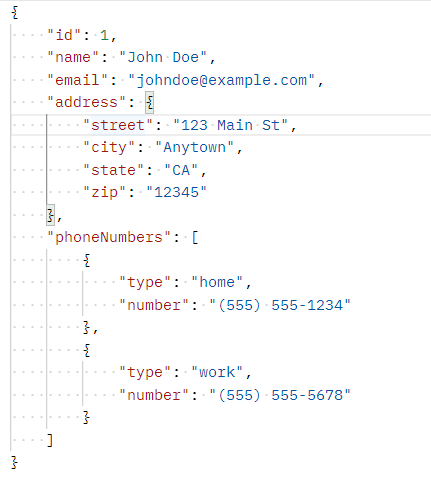 {
    "id": 1,
    "name": "John Doe",
    "email": "johndoe@example.com",
    "address": {
        "street": "123 Main St",
        "city": "Anytown",
        "state": "CA",
        "zip": "12345"
    },
    "phoneNumbers": [
        {
            "type": "home",
            "number": "(555) 555-1234"
        },
        {
            "type": "work",
            "number": "(555) 555-5678"
        }
    ]
}